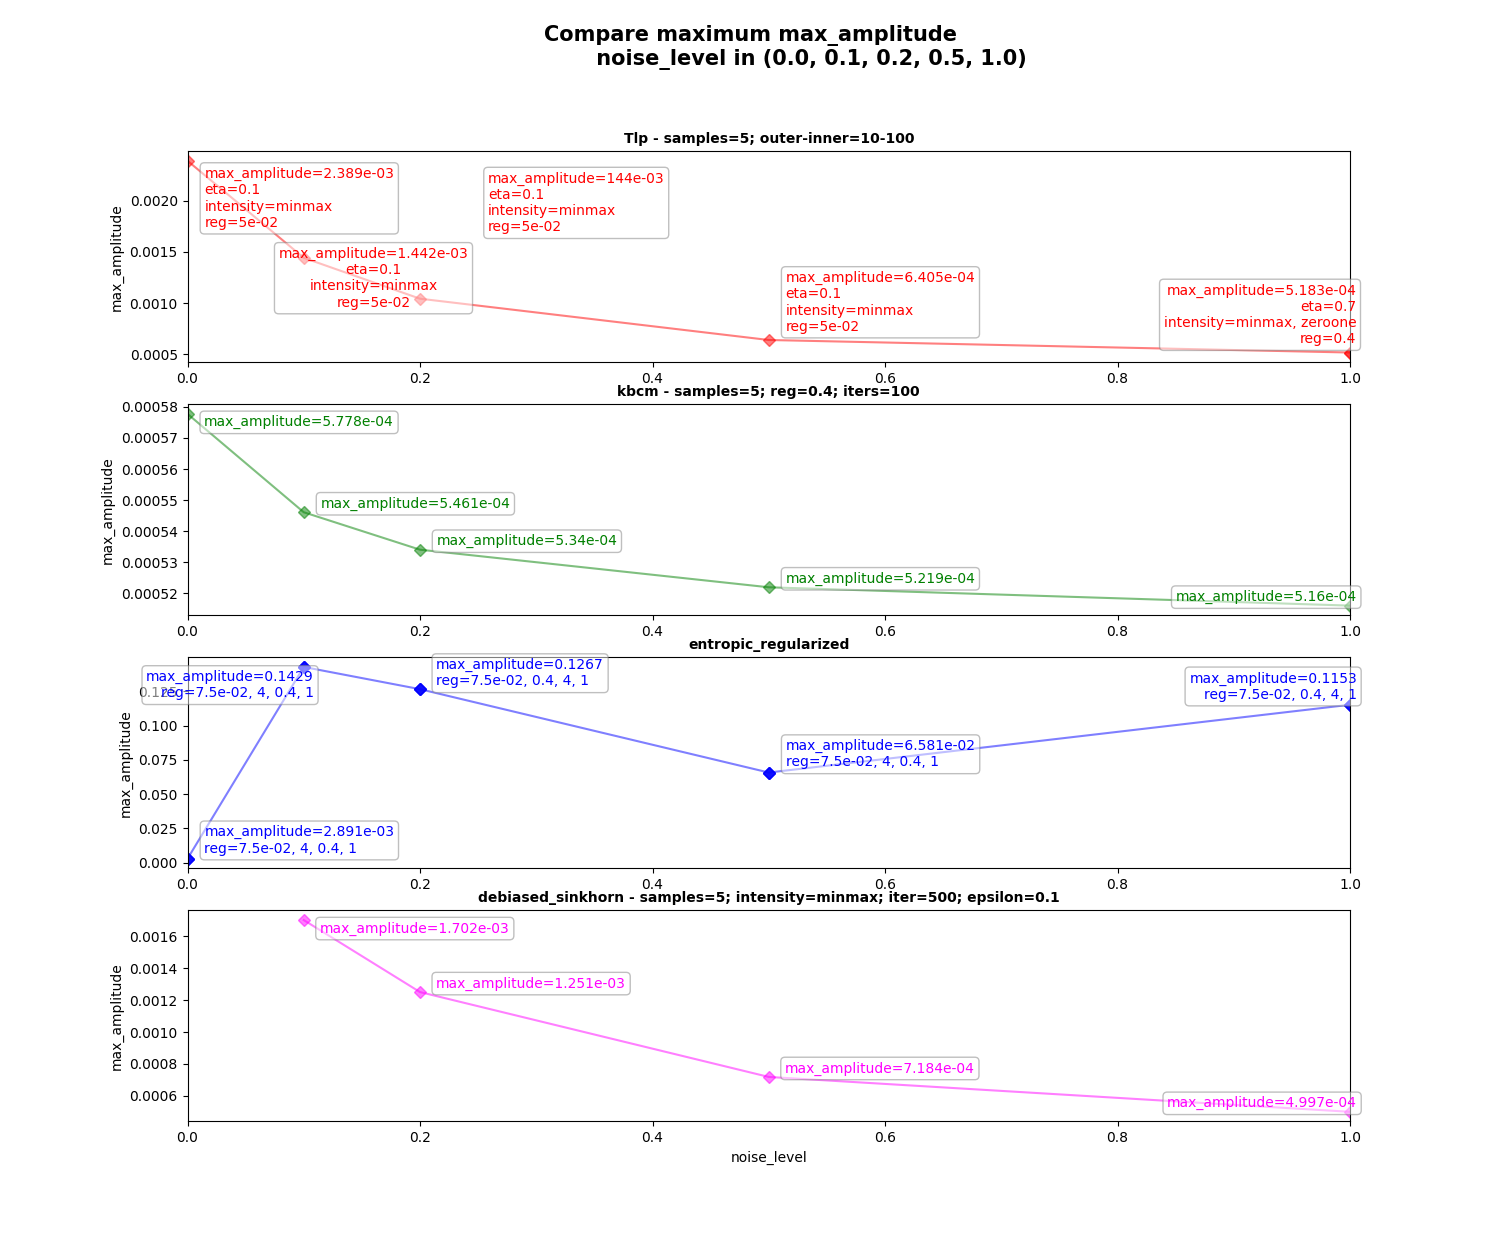 Compare maximum max_amplitude
noise_level in (0.0, 0.1, 0.2, 0.5, 1.0)
Tlp - samples=5; outer-inner=10-100
max_amplitude
0.0020
0.0015
0.0010
0.0005
max_amplitude=2.389e-03
eta=0.1
intensity=minmax
reg=5e-02
max_amplitude=144e-03
eta=0.1
intensity=minmax
reg=5e-02
max_amplitude=1.442e-03
eta=0.1
intensity=minmax
reg=5e-02
max_amplitude=6.405e-04
eta=0.1
intensity=minmax
reg=5e-02
max_amplitude=5.183e-04
eta=0.7
intensity=minmax, zeroone
reg=0.4
0.0 0.2 0.4 0.6 0.8 1.0
kbcm - samples=5; reg=0.4; iters=100
max_amplitude
0.00058
0.00057
0.00056
0.00055
0.00054
0.00053
0.00052
max_amplitude=5.778e-04
max_amplitude=5.461e-04
max_amplitude=5.34e-04
max_amplitude=5.219e-04
max_amplitude=5.16e-04
0.0 0.2 0.4 0.6 0.8 1.0
entropic_regularized
max_amplitude
0.125
0.100
0.075
0.050
0.025
0.000
max_amplitude=0.1429
reg=7.5e-02, 4, 0.4, 1
max_amplitude=0.1267
reg=7.5e-02, 0.4, 4, 1
max_amplitude=0.1153
reg=7.5e-02, 0.4, 4, 1
max_amplitude=6.581e-02
reg=7.5e-02, 4, 0.4, 1
max_amplitude=2.891e-03
reg=7.5e-02, 4, 0.4, 1
0.0 0.2 0.4 0.6 0.8 1.0
debiased_sinkhorn - samples=5; intensity=minmax; iter=500; epsilon=0.1
max_amplitude
0.0016
0.0014
0.0012
0.0010
0.0008
0.0006
max_amplitude=1.702e-03
max_amplitude=1.251e-03
max_amplitude=7.184e-04
max_amplitude=4.997e-04
0.0 0.2 0.4 0.6 0.8 1.0
noise_level